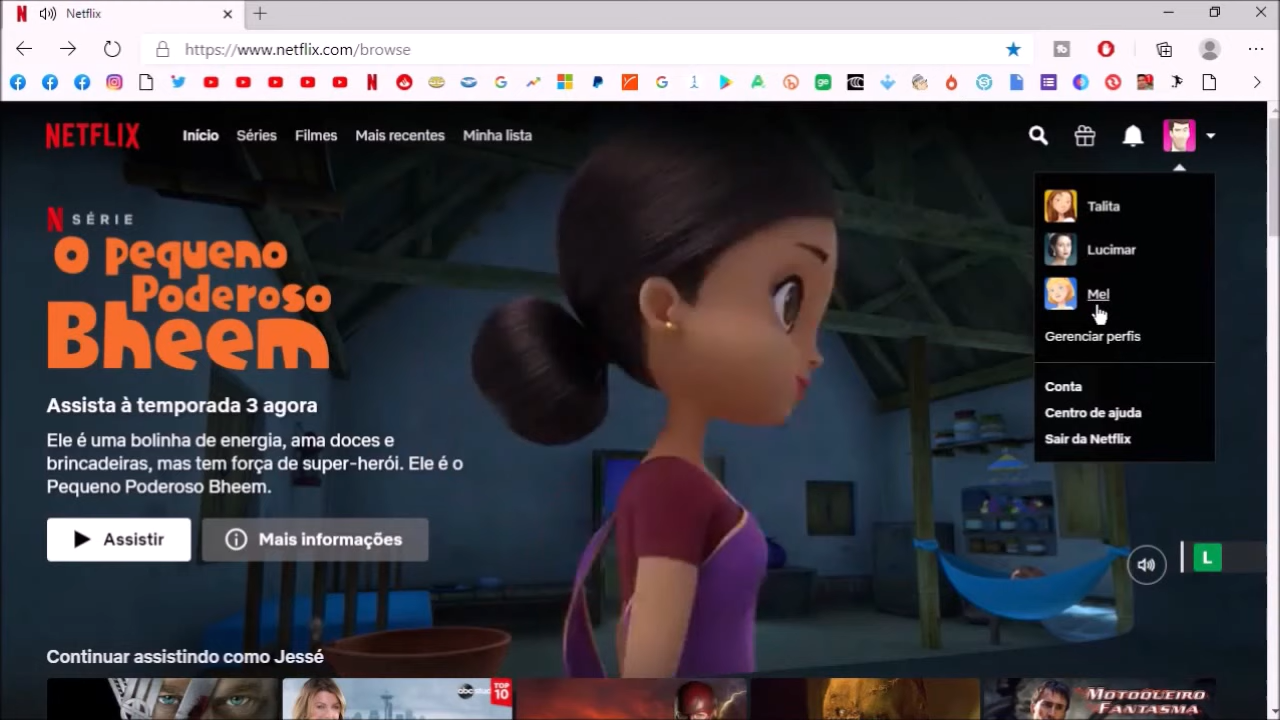 Netflix
https://www.netflix.com/browse
NETFLIX
Início Séries Filmes Mais recentes Minha lista
Talita
Lucimar
Mel
Gerenciar perfis
Conta
Centro de ajuda
Sair da Netflix
N SÉRIE
O Pequeno
Poderoso
Bheem
Assista à temporada 3 agora
Ele é uma bolinha de energia, ama doces e
brincadeiras, mas tem força de super-herói. Ele é o
Pequeno Poderoso Bheem.
Assistir Mais informações
L
Continuar assistindo como Jessé
TOP
10
MOTOQUEIRO
FANTASMA